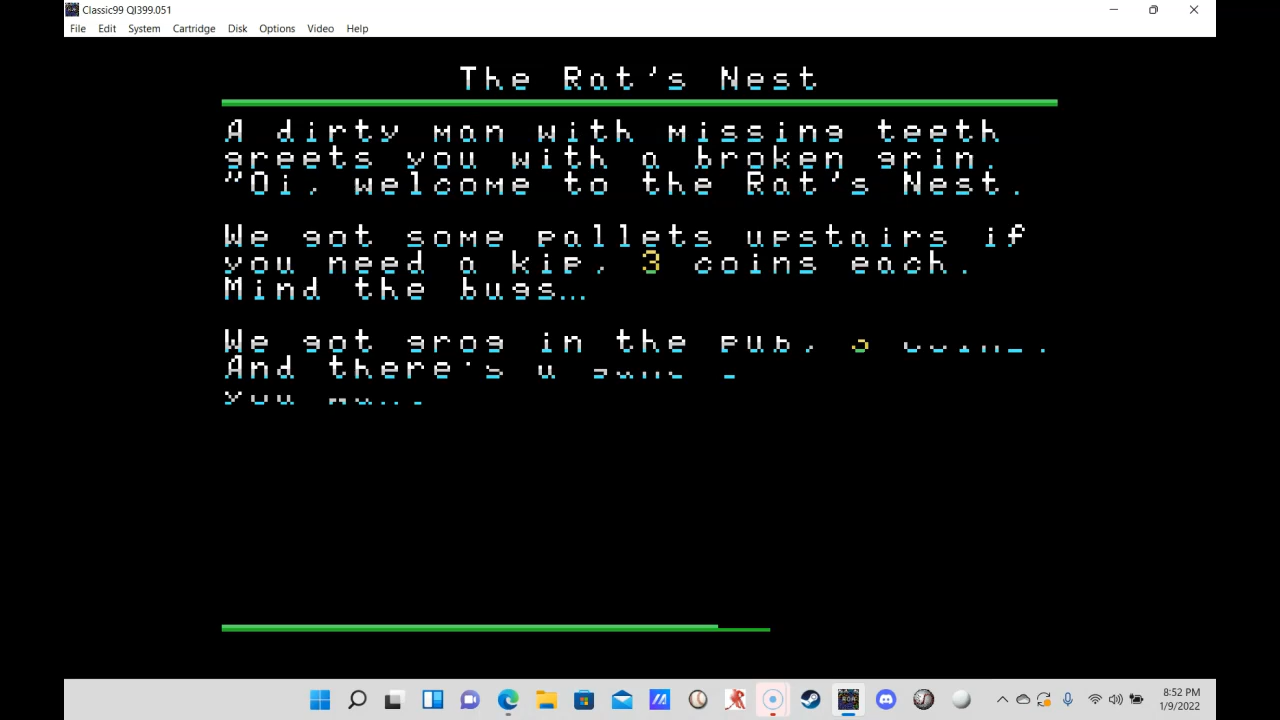 Classic99 QI399.051
File Edit System Cartridge Disk Options Video Help
The Rat's Nest
A dirty man with missing teeth
greets you with a broken grin.
"Oi, welcome to the Rat's Nest.
We got some pallets upstairs if
you need a kip, 3 coins each.
Mind the bugs…
We got grog in the pub,
And there's
you
8:52 PM
1/9/2022